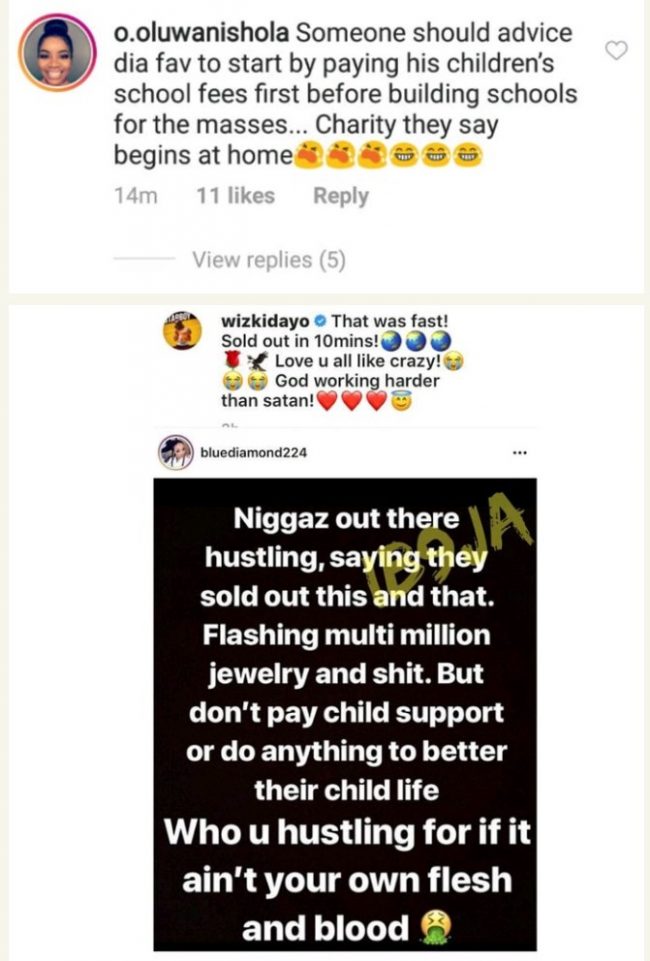 o.oluwanishola Someone should advice
dia fav to start by paying his children's
school fees first before building schools
for the masses... Charity they say
begins at home😫😫😫😂😂😂
14m 11 likes Reply
View replies (5)
STARBOY
wizkidayo That was fast!
Sold out in 10mins!🌏🌏🌏
🌹🦅 Love u all like crazy!😭
😭😭 God working harder
than satan!❤️❤️❤️😇
bluediamond224 ...
IB9JA
Niggaz out there
hustling, saying they
sold out this and that.
Flashing multi million
jewelry and shit. But
don't pay child support
or do anything to better
their child life
Who u hustling for if it
ain't your own flesh
and blood 🤮